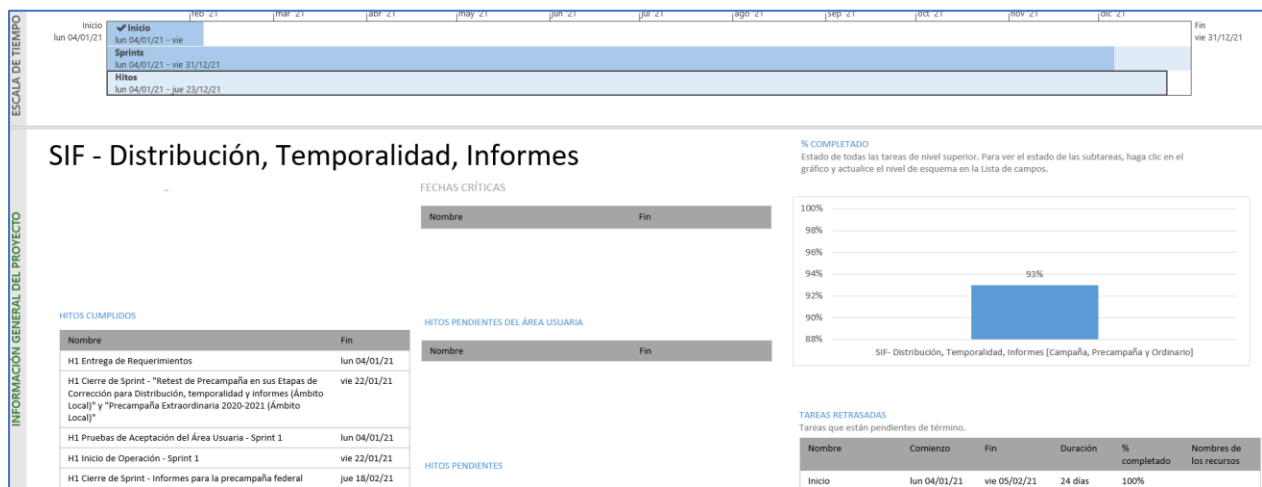 feb '21 mar '21 abr '21 may '21 jun '21 jul '21 ago '21 sep '21 oct '21 nov '21 dic '21
ESCALA DE TIEMPO
Inicio
lun 04/01/21
✔ Inicio
lun 04/01/21 - vie
Sprints
lun 04/01/21 - vie 31/12/21
Hitos
lun 04/01/21 - jue 23/12/21
Fin
vie 31/12/21
INFORMACIÓN GENERAL DEL PROYECTO
SIF - Distribución, Temporalidad, Informes
FECHAS CRÍTICAS
Nombre Fin
HITOS CUMPLIDOS
Nombre Fin
H1 Entrega de Requerimientos lun 04/01/21
H1 Cierre de Sprint - "Retest de Precampaña en sus Etapas de vie 22/01/21
Corrección para Distribución, temporalidad y informes (Ámbito
Local)" y "Precampaña Extraordinaria 2020-2021 (Ámbito
Local)"
H1 Pruebas de Aceptación del Área Usuaria - Sprint 1 lun 04/01/21
H1 Inicio de Operación - Sprint 1 vie 22/01/21
H1 Cierre de Sprint - Informes para la precampaña federal jue 18/02/21
HITOS PENDIENTES DEL ÁREA USUARIA
Nombre Fin
HITOS PENDIENTES
% COMPLETADO
Estado de todas las tareas de nivel superior. Para ver el estado de las subtareas, haga clic en el
gráfico y actualice el nivel de esquema en la Lista de campos.
100%
98%
96%
94%
92%
90%
88%
93%
SIF- Distribución, Temporalidad, Informes [Campaña, Precampaña y Ordinario]
TAREAS RETRASADAS
Tareas que están pendientes de término.
Nombre Comienzo Fin Duración % completado Nombres de los recursos
Inicio lun 04/01/21 vie 05/02/21 24 días 100%